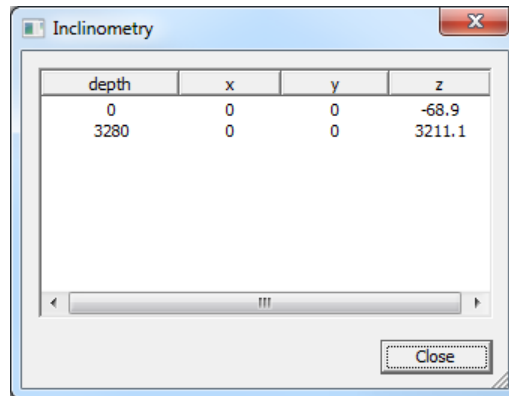 Inclinometry
depth x y z
0 0 0 -68.9
3280 0 0 3211.1
Close